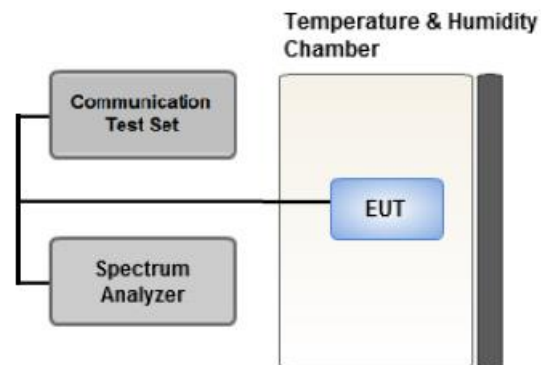 Temperature & Humidity
Chamber
Communication
Test Set
EUT
Spectrum
Analyzer